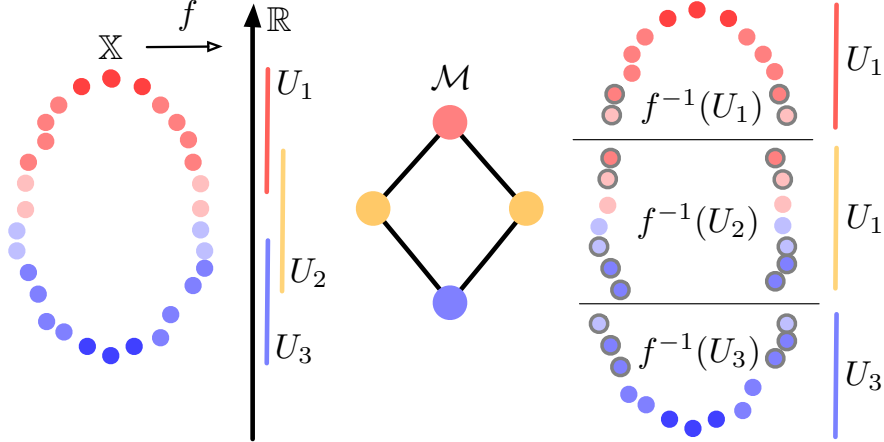 𝕏
f
ℝ
U₁
U₂
U₃
ℳ
f⁻¹(U₁)
U₁
f⁻¹(U₂)
U₁
f⁻¹(U₃)
U₃